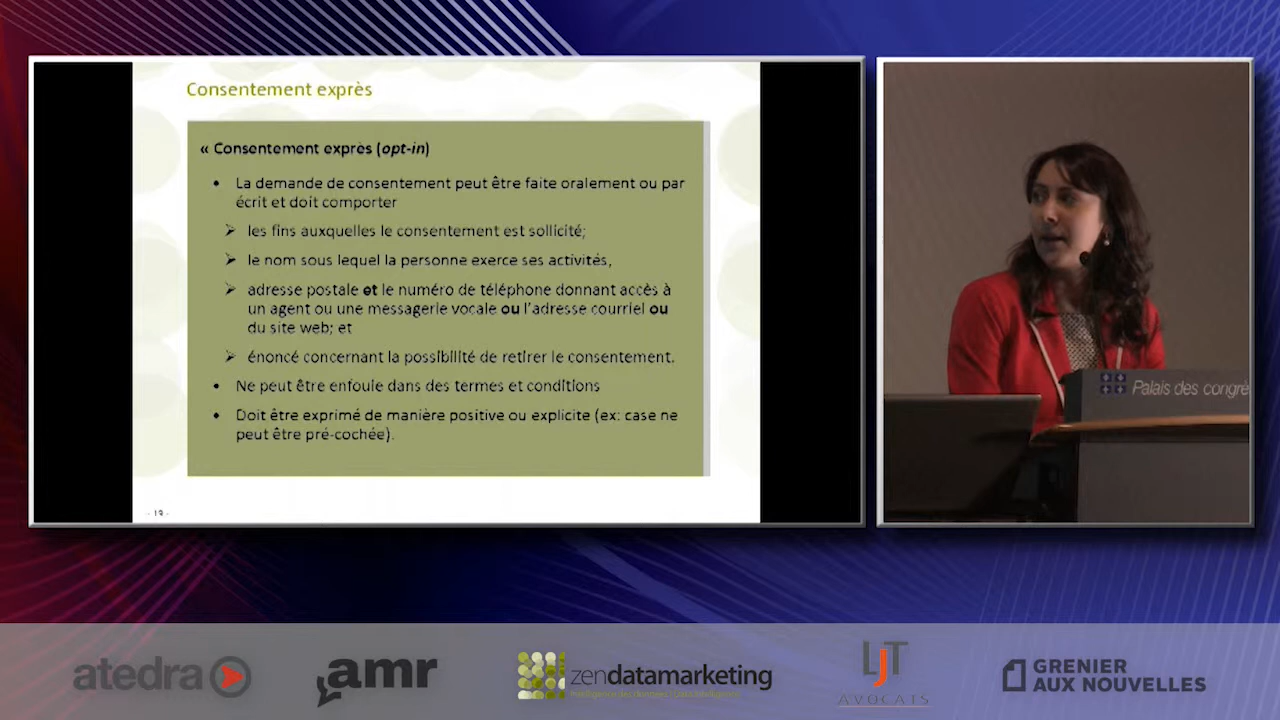 Consentement exprès
« Consentement exprès (opt-in)
• La demande de consentement peut être faite oralement ou par
écrit et doit comporter
➢ les fins auxquelles le consentement est sollicité;
➢ le nom sous lequel la personne exerce ses activités,
➢ adresse postale et le numéro de téléphone donnant accès à
un agent ou une messagerie vocale ou l'adresse courriel ou
du site web; et
➢ énoncé concernant la possibilité de retirer le consentement.
• Ne peut être enfouie dans des termes et conditions
• Doit être exprimé de manière positive ou explicite (ex: case ne
peut être pré-cochée).
- 19 -
Palais des congrè
atedra
amr
zendatamarketing
LJT
AVOCATS
GRENIER
AUX NOUVELLES